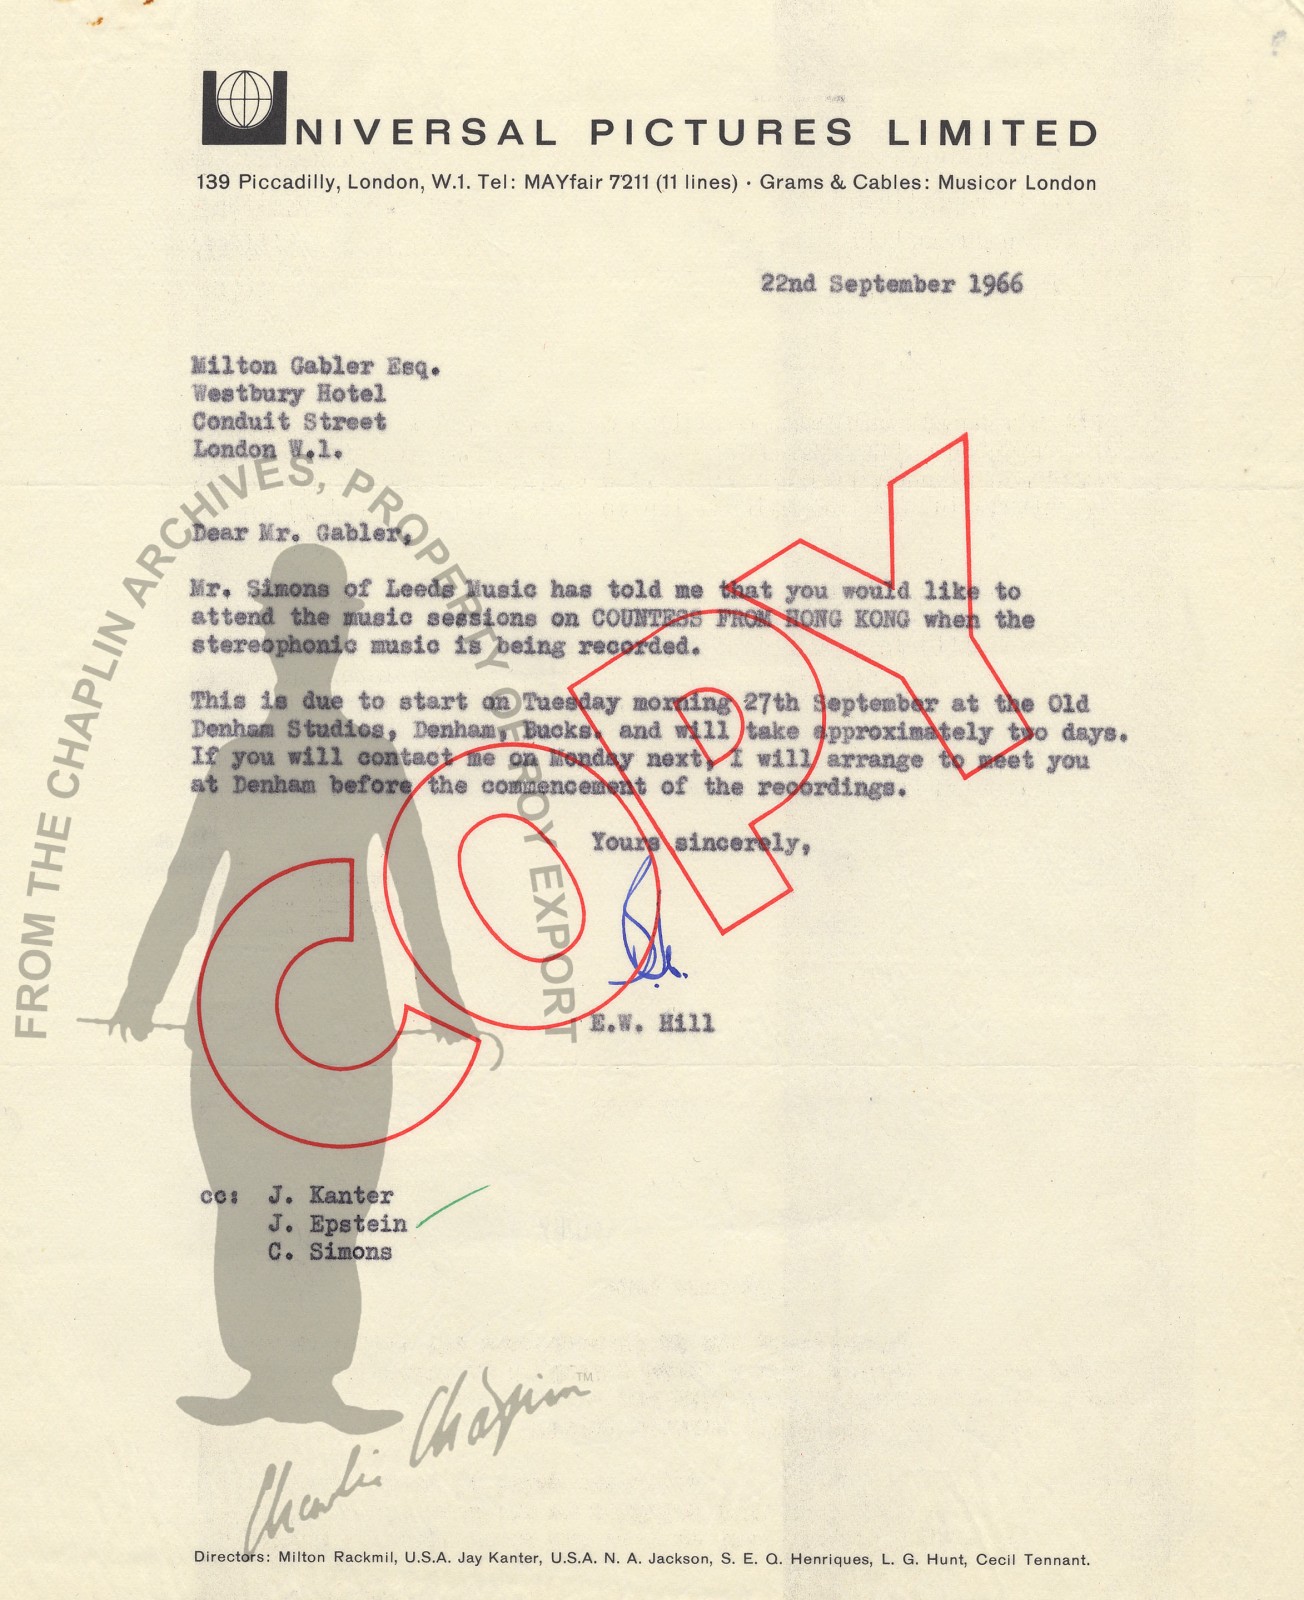 UNIVERSAL PICTURES LIMITED
139 Piccadilly, London, W.1. Tel: MAYfair 7211 (11 lines) · Grams & Cables: Musicor London
22nd September 1966
Milton Gabler Esq.
Westbury Hotel
Conduit Street
London W.1.
Dear Mr. Gabler,
Mr. Simons of Leeds Music has told me that you would like to
attend the music sessions on COUNTESS FROM HONG KONG when the
stereophonic music is being recorded.
This is due to start on Tuesday morning 27th September at the Old
Denham Studios, Denham, Bucks. and will take approximately two days.
If you will contact me on Monday next, I will arrange to meet you
at Denham before the commencement of the recordings.
Yours sincerely,
E.W. Hill
cc: J. Kanter
J. Epstein
C. Simons
Directors: Milton Rackmil, U.S.A. Jay Kanter, U.S.A. N. A. Jackson, S. E. Q. Henriques, L. G. Hunt, Cecil Tennant.
FROM THE CHAPLIN ARCHIVES, PROPERTY OF ROY EXPORT
COPY
Charlie Chaplin TM